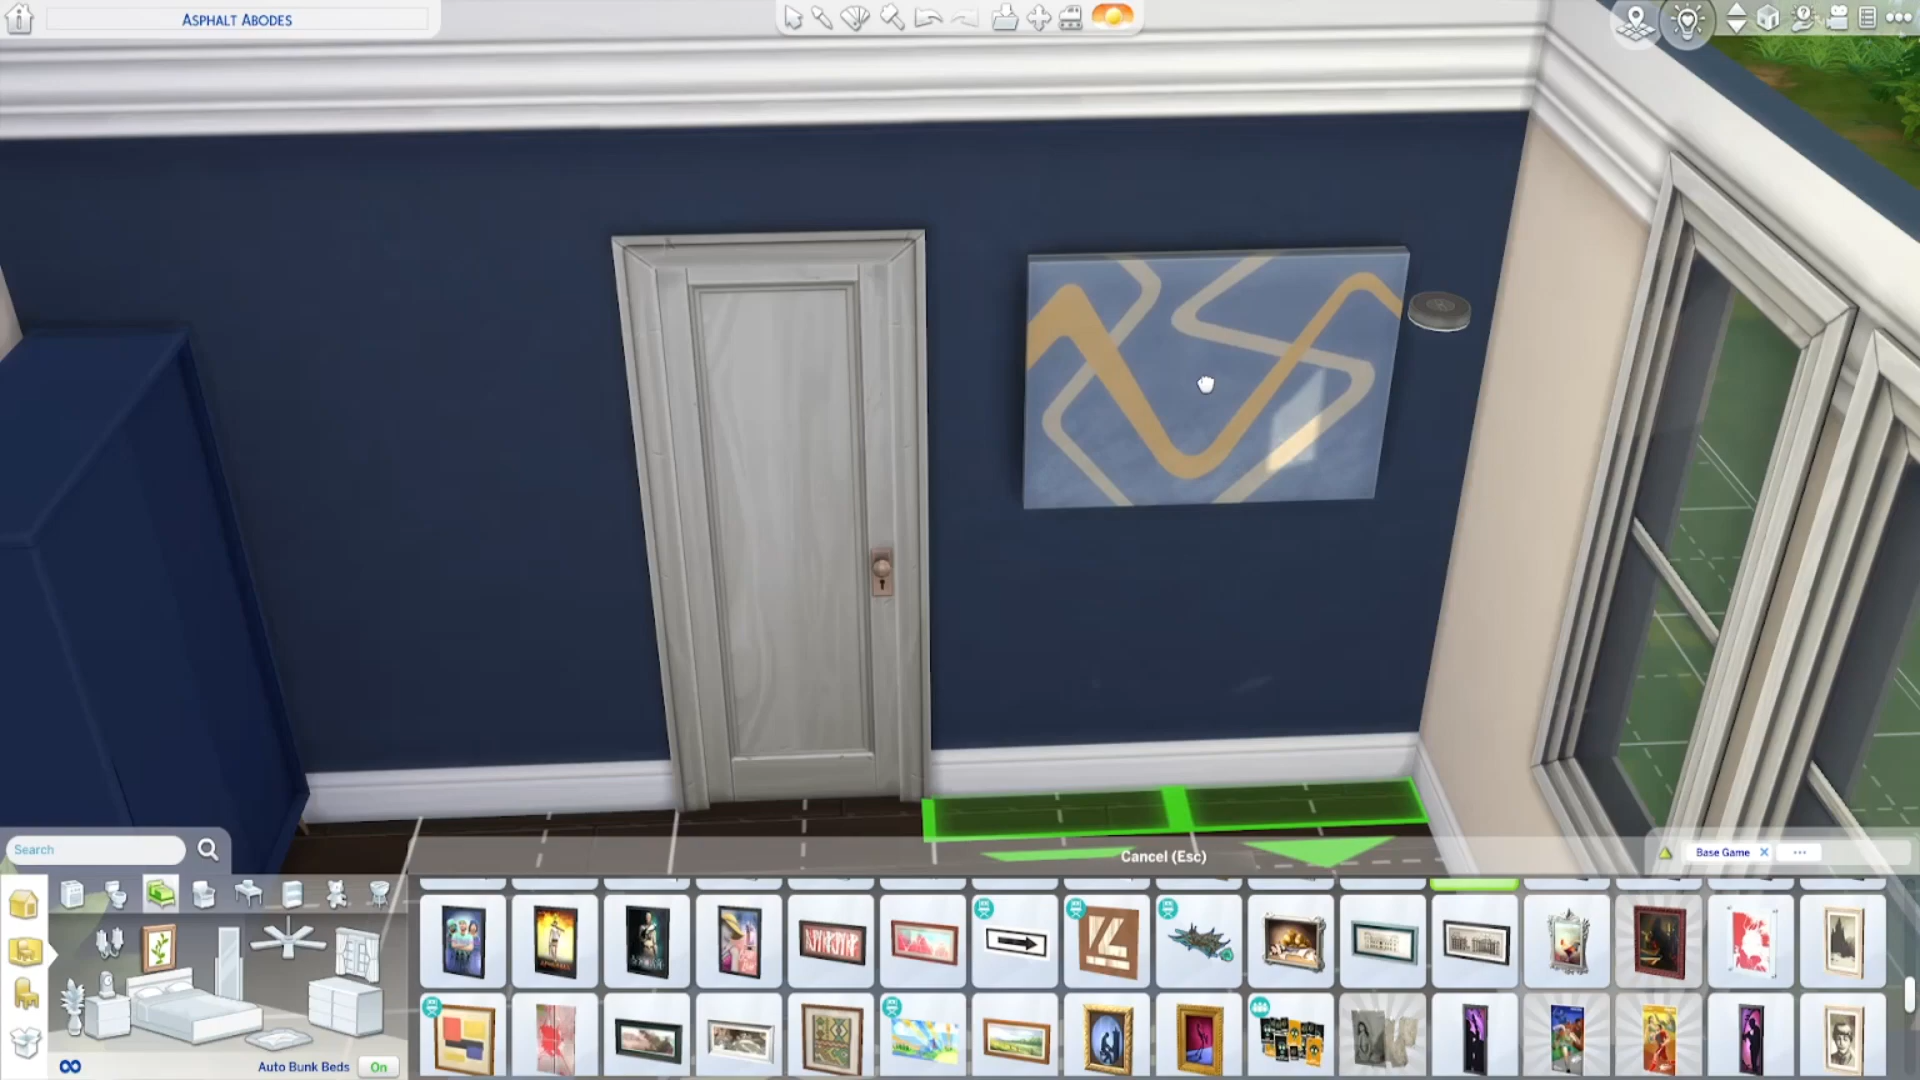 ASPHALT ABODES
Cancel (Esc)
Search
Base Game
Auto Bunk Beds
On